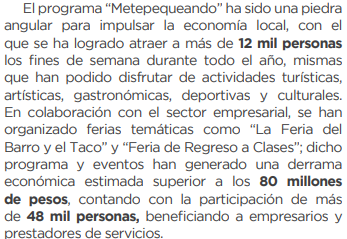 El programa “Metepequeando” ha sido una piedra
angular para impulsar la economía local, con el
que se ha logrado atraer a más de 12 mil personas
los fines de semana durante todo el año, mismas
que han podido disfrutar de actividades turísticas,
artísticas, gastronómicas, deportivas y culturales.
En colaboración con el sector empresarial, se han
organizado ferias temáticas como “La Feria del
Barro y el Taco” y “Feria de Regreso a Clases”; dicho
programa y eventos han generado una derrama
económica estimada superior a los 80 millones
de pesos, contando con la participación de más
de 48 mil personas, beneficiando a empresarios y
prestadores de servicios.